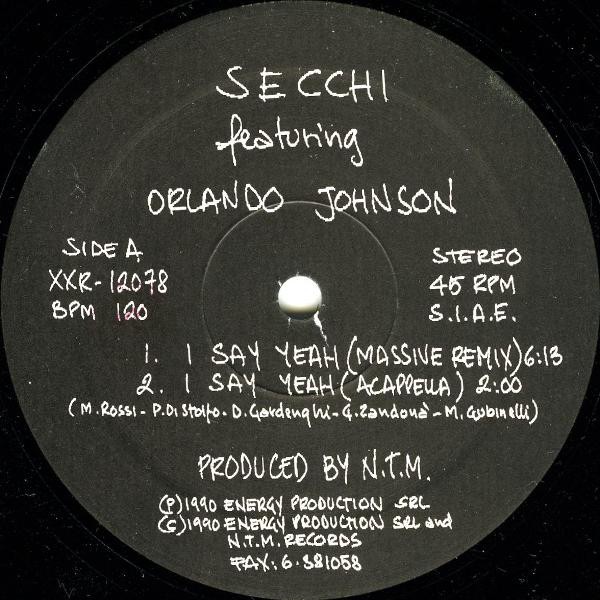 SECCHI
featuring
ORLANDO JOHNSON
SIDE A
XXR-12078
BPM 120
STEREO
45 RPM
S.I.A.E.
1. I SAY YEAH (MASSIVE REMIX) 6:13
2. I SAY YEAH (ACAPPELLA) 2:00
(M. Rossi - P. Di Stolfo - D. Gardenghi - G. Zandonà - M. Gubinelli)
PRODUCED BY N.T.M.
(P) 1990 ENERGY PRODUCTION SRL
(C) 1990 ENERGY PRODUCTION SRL and
N.T.M. RECORDS
FAX: 6-381058